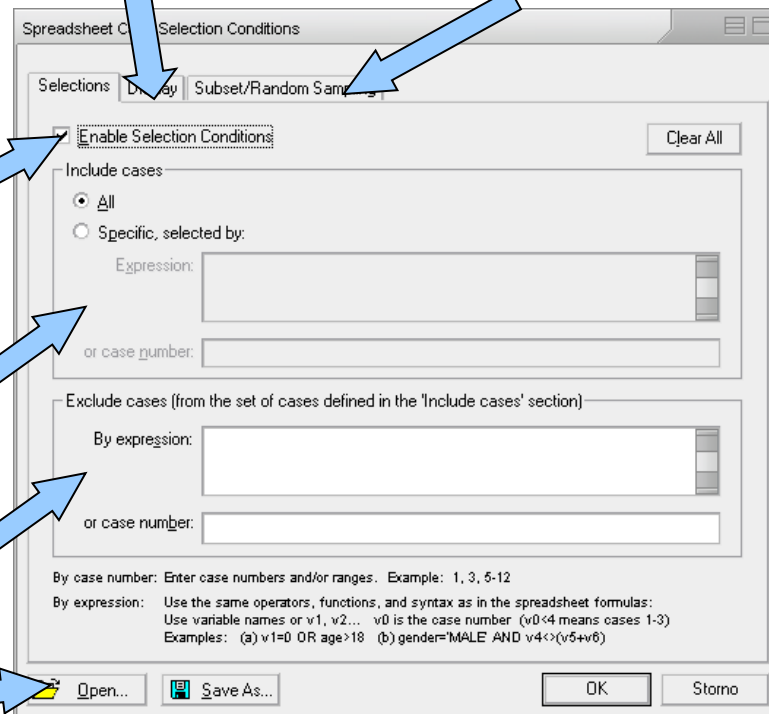 Spreadsheet C Selection Conditions
Selections
Subset/Random
Enable Selection Conditions
Clear All
Include cases
All
Specific, selected by:
Expression:
or case number:
Exclude cases (from the set of cases defined in the 'Include cases' section)
By expression:
or case number:
By case number: Enter case numbers and/or ranges. Example: 1, 3, 5-12
By expression: Use the same operators, functions, and syntax as in the spreadsheet formulas:
Use variable names or v1, v2... v0 is the case number (v0<4 means cases 1-3)
Examples: (a) v1=0 OR age>18 (b) gender='MALE' AND v4<>(v5+v6)
Open...
Save As...
OK
Storno